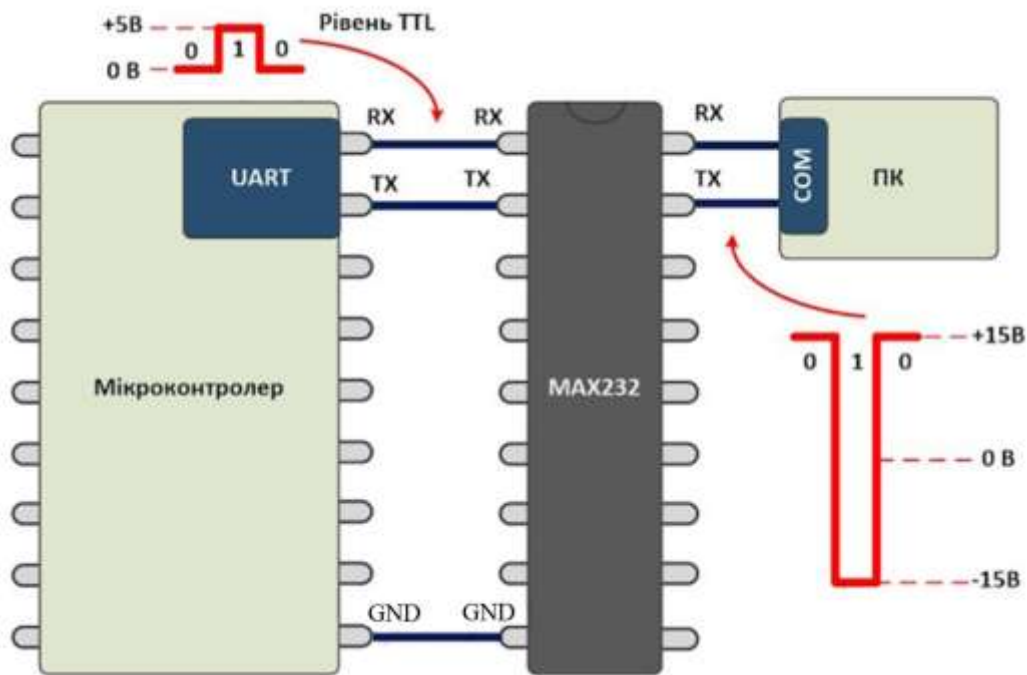 +5В
Рівень TTL
0 1 0
0 В
RX RX RX
UART COM ПК
TX TX TX
+15В
0 1 0
Мікроконтролер MAX232
0 В
-15В
GND GND